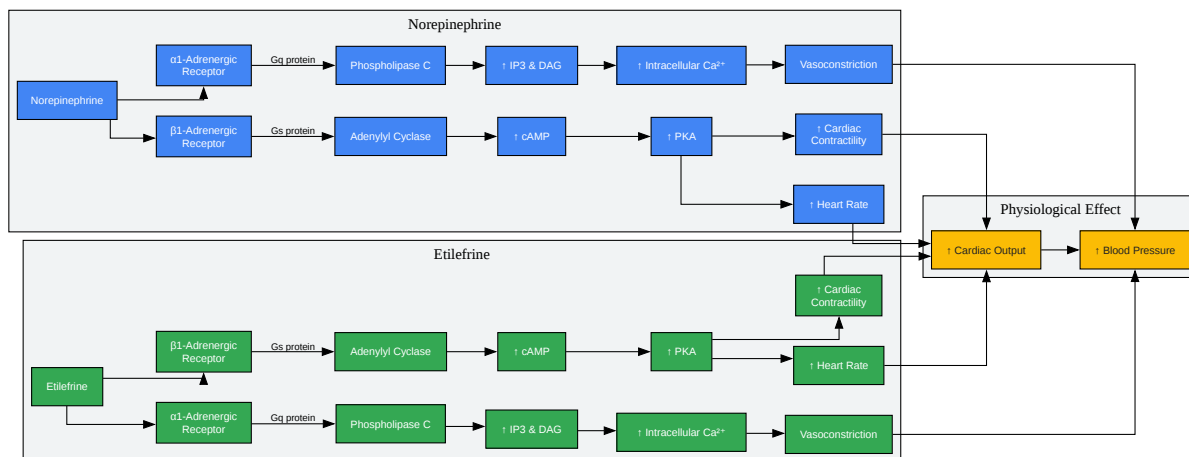 Norepinephrine
α1-Adrenergic
Receptor
Gq protein
Phospholipase C
↑ IP3 & DAG
↑ Intracellular Ca²⁺
Vasoconstriction
Norepinephrine
β1-Adrenergic
Receptor
Gs protein
Adenylyl Cyclase
↑ cAMP
↑ PKA
↑ Cardiac
Contractility
↑ Heart Rate
Physiological Effect
↑ Cardiac Output
↑ Blood Pressure
Etilefrine
↑ Cardiac
Contractility
β1-Adrenergic
Receptor
Gs protein
Adenylyl Cyclase
↑ cAMP
↑ PKA
↑ Heart Rate
Etilefrine
α1-Adrenergic
Receptor
Gq protein
Phospholipase C
↑ IP3 & DAG
↑ Intracellular Ca²⁺
Vasoconstriction